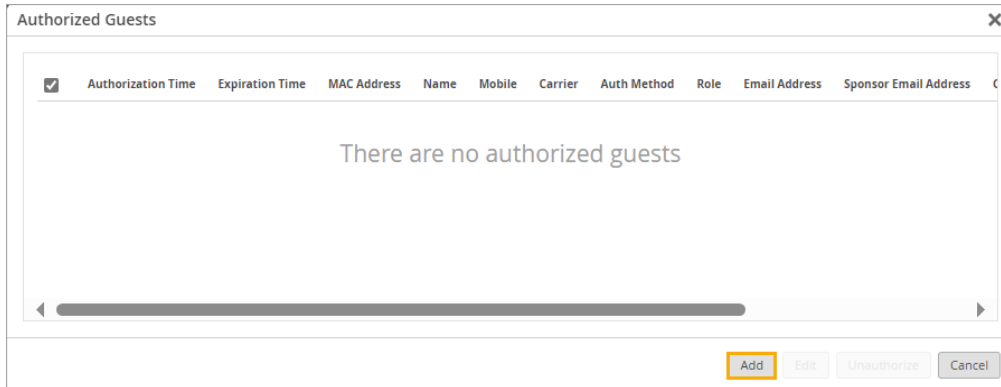 Authorized Guests
Authorization Time Expiration Time MAC Address Name Mobile Carrier Auth Method Role Email Address Sponsor Email Address
There are no authorized guests
Add Edit Unauthorize Cancel